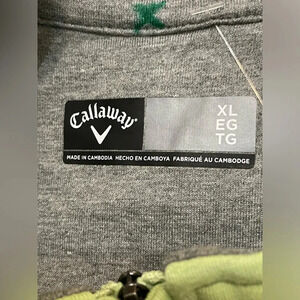 Callaway
XL
EG
TG
MADE IN CAMBODIA HECHO EN CAMBOYA FABRIQUÉ AU CAMBODGE